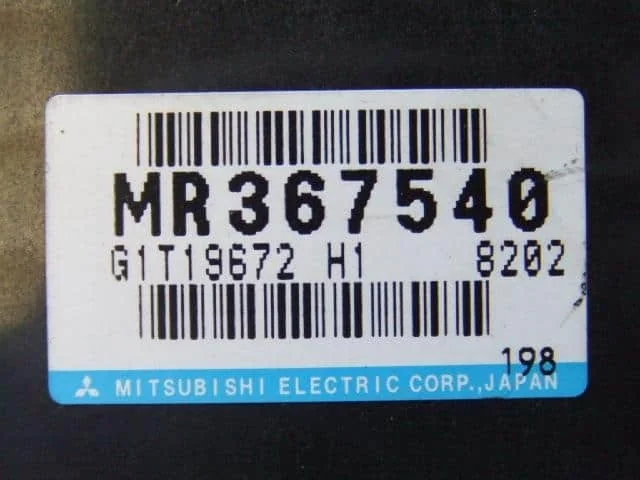 MR367540
G1T19672 H1 8202
198
MITSUBISHI ELECTRIC CORP., JAPAN